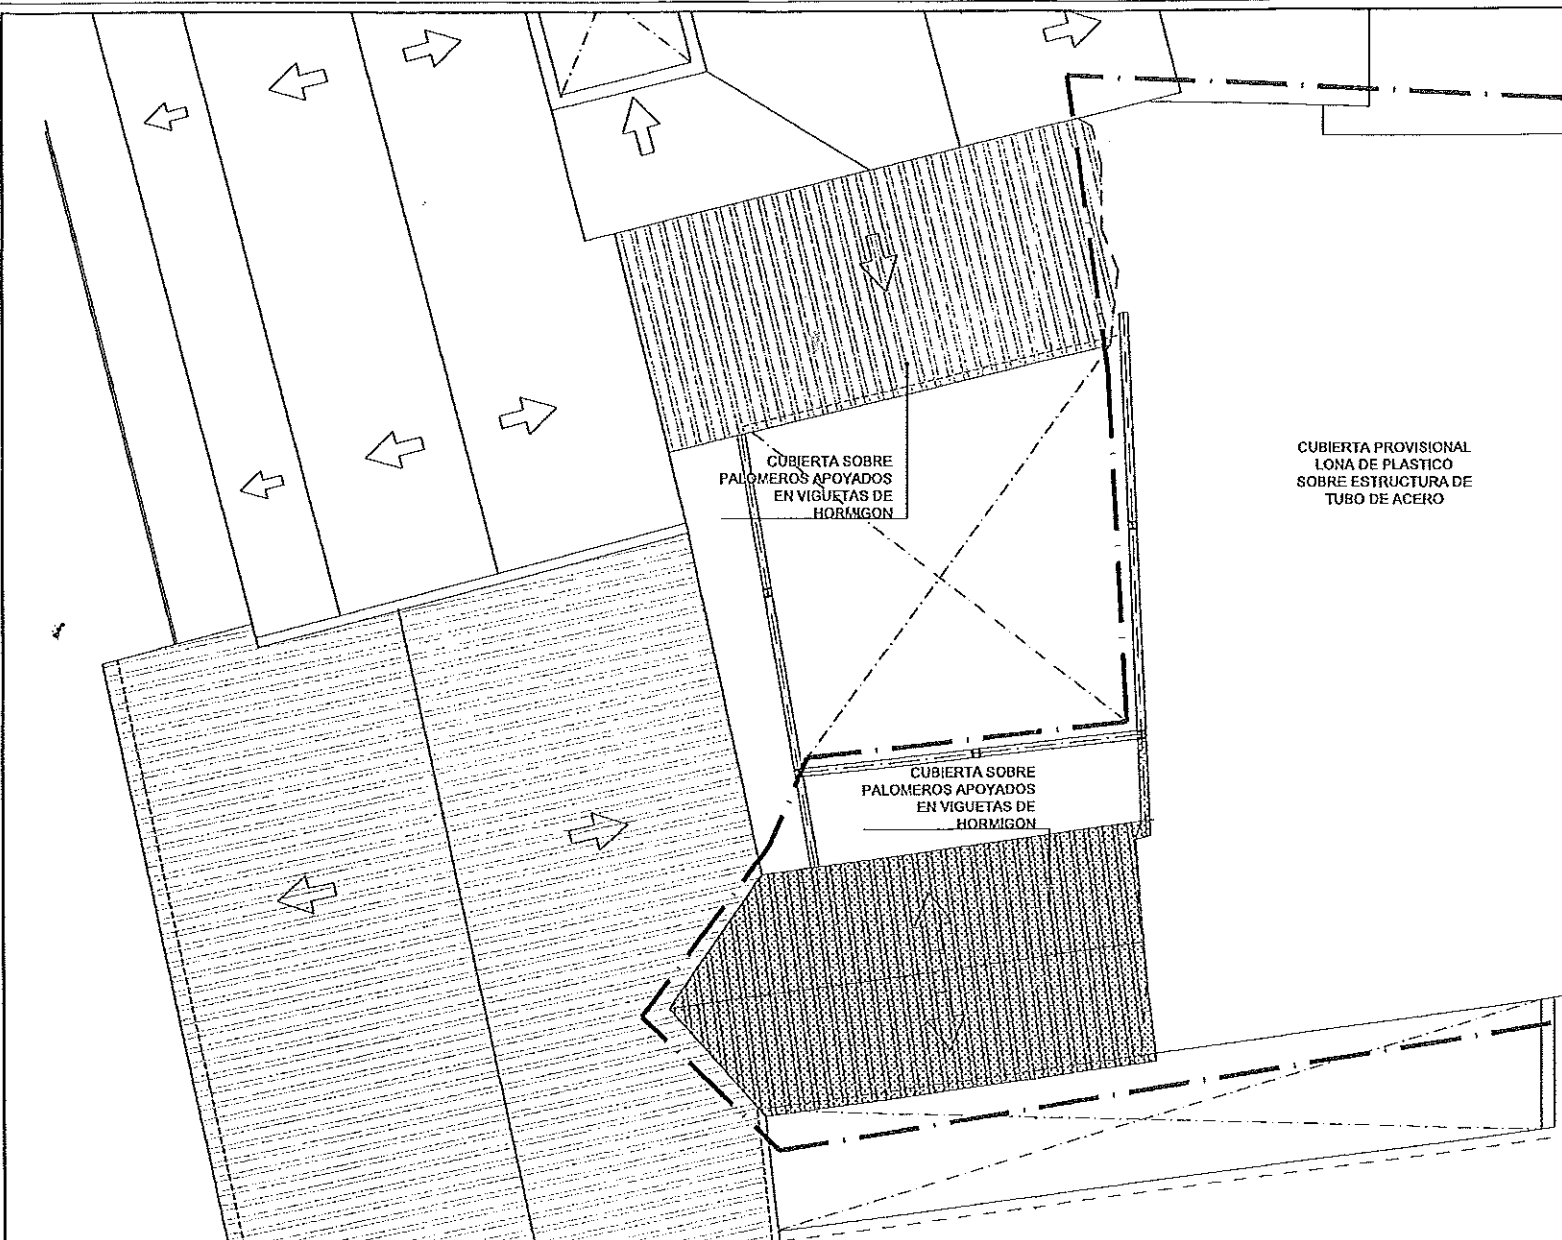 CUBIERTA SOBRE
PALOMEROS APOYADOS
EN VIGUETAS DE
HORMIGON
CUBIERTA PROVISIONAL
LONA DE PLASTICO
SOBRE ESTRUCTURA DE
TUBO DE ACERO
CUBIERTA SOBRE
PALOMEROS APOYADOS
EN VIGUETAS DE
HORMIGON